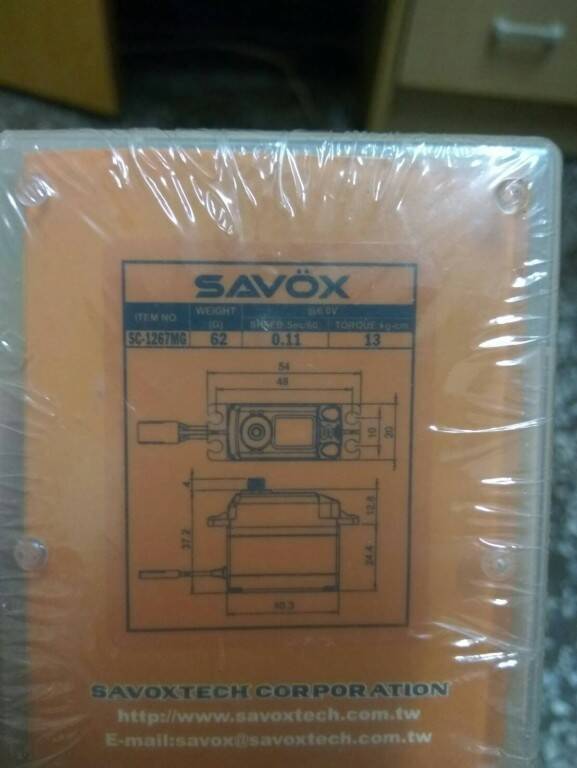 SAVÖX
ITEM NO WEIGHT (G) @6.0V
SPEED Sec/60 TORQUE kg-cm
SC-1267MG 62 0.11 13
54
48
10
20
4
12.8
37.2
24.4
40.3
SAVOXTECH CORPORATION
http://www.savoxtech.com.tw
E-mail:savox@savoxtech.com.tw